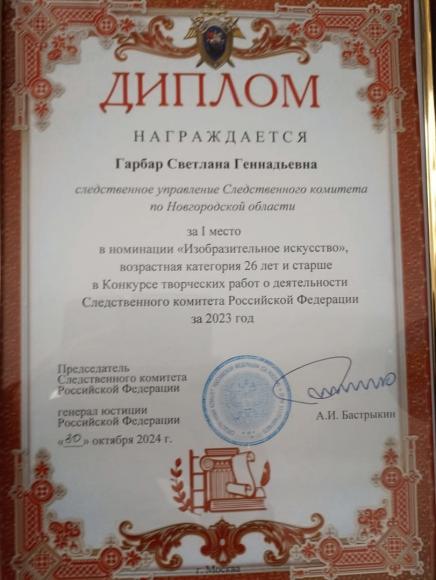 ДИПЛОМ
НАГРАЖДАЕТСЯ
Гарбар Светлана Геннадьевна
следственное управление Следственного комитета
по Новгородской области
за I место
в номинации «Изобразительное искусство»,
возрастная категория 26 лет и старше
в Конкурсе творческих работ о деятельности
Следственного комитета Российской Федерации
за 2023 год
Председатель
Следственного комитета
Российской Федерации
генерал юстиции
Российской Федерации
А.И. Бастрыкин
«30» октября 2024 г.
г. Москва